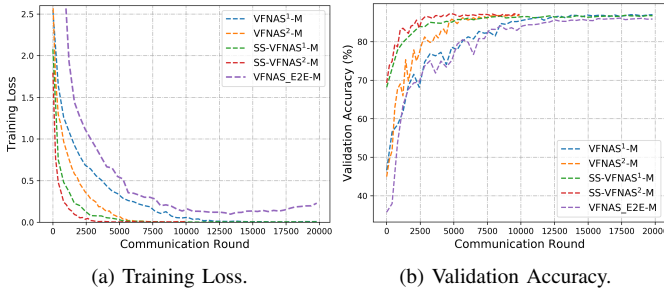 2.5
2.0
1.5
1.0
0.5
0.0
Training Loss
0
2500
5000
7500
10000
12500
15000
17500
20000
Communication Round
VFNAS¹-M
VFNAS²-M
SS-VFNAS¹-M
SS-VFNAS²-M
VFNAS_E2E-M
(a) Training Loss.
90
80
70
60
50
40
Validation Accuracy (%)
0
2500
5000
7500
10000
12500
15000
17500
20000
Communication Round
VFNAS¹-M
VFNAS²-M
SS-VFNAS¹-M
SS-VFNAS²-M
VFNAS_E2E-M
(b) Validation Accuracy.